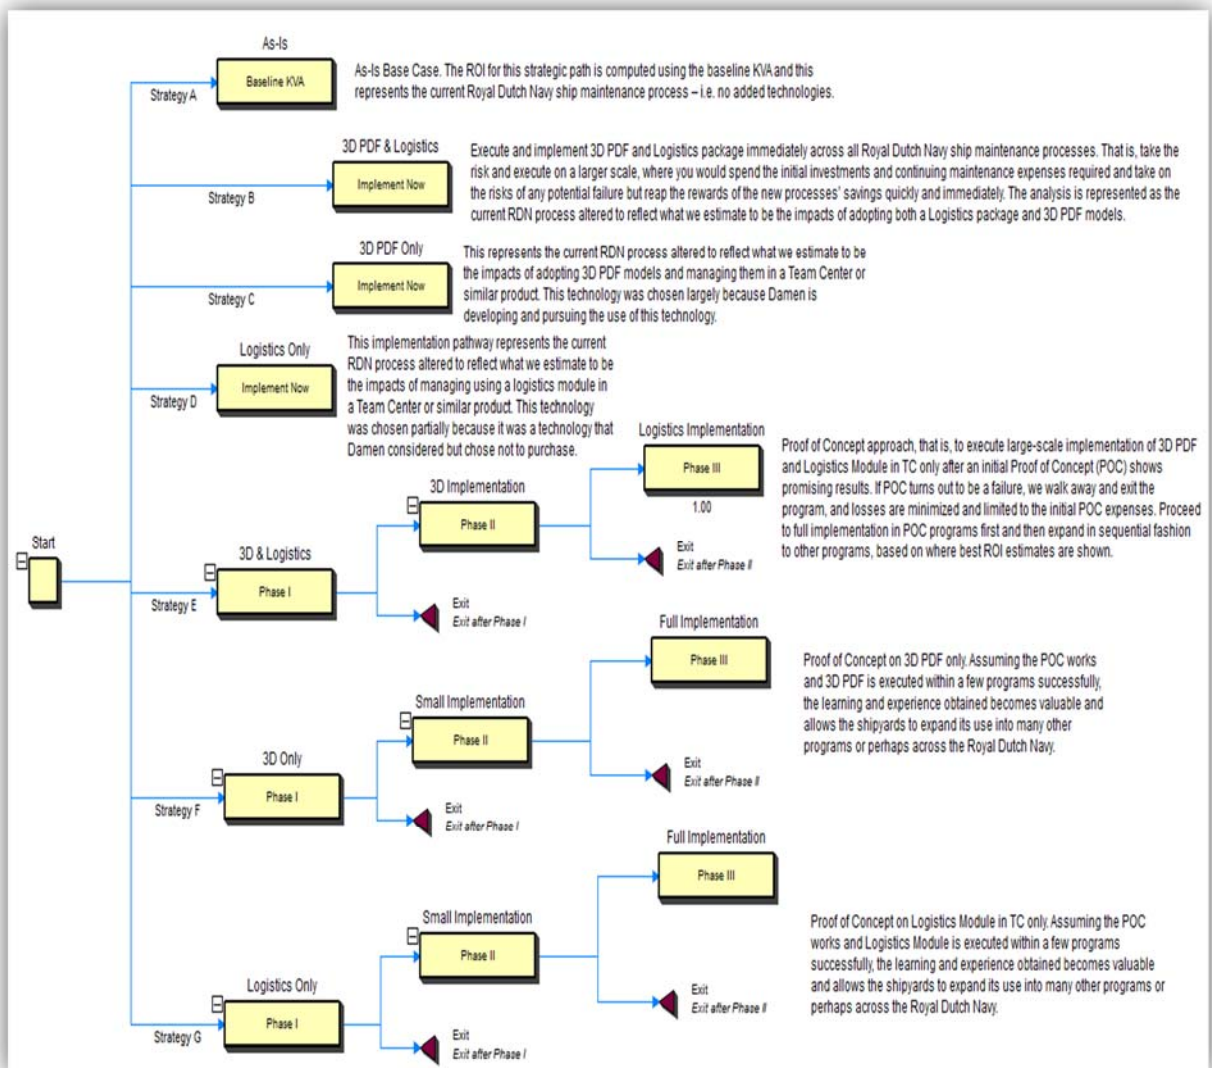 As-Is
Baseline KVA
Strategy A
As-Is Base Case. The ROI for this strategic path is computed using the baseline KVA and this
represents the current Royal Dutch Navy ship maintenance process – i.e. no added technologies.
3D PDF & Logistics
Implement Now
Strategy B
Execute and implement 3D PDF and Logistics package immediately across all Royal Dutch Navy ship maintenance processes. That is, take the
risk and execute on a larger scale, where you would spend the initial investments and continuing maintenance expenses required and take on
the risks of any potential failure but reap the rewards of the new processes' savings quickly and immediately. The analysis is represented as the
current RDN process altered to reflect what we estimate to be the impacts of adopting both a Logistics package and 3D PDF models.
3D PDF Only
Implement Now
Strategy C
This represents the current RDN process altered to reflect what we estimate to be
the impacts of adopting 3D PDF models and managing them in a Team Center or
similar product. This technology was chosen largely because Damen is
developing and pursuing the use of this technology.
Logistics Only
Implement Now
Strategy D
This implementation pathway represents the current
RDN process altered to reflect what we estimate to be
the impacts of managing using a logistics module in
a Team Center or similar product. This technology
was chosen partially because it was a technology that
Damen considered but chose not to purchase.
Start
3D & Logistics
Phase I
Strategy E
3D Implementation
Phase II
Exit
Exit after Phase I
Logistics Implementation
Phase III
1.00
Exit
Exit after Phase II
Proof of Concept approach, that is, to execute large-scale implementation of 3D PDF
and Logistics Module in TC only after an initial Proof of Concept (POC) shows
promising results. If POC turns out to be a failure, we walk away and exit the
program, and losses are minimized and limited to the initial POC expenses. Proceed
to full implementation in POC programs first and then expand in sequential fashion
to other programs, based on where best ROI estimates are shown.
3D Only
Phase I
Strategy F
Small Implementation
Phase II
Exit
Exit after Phase I
Full Implementation
Phase III
Exit
Exit after Phase II
Proof of Concept on 3D PDF only. Assuming the POC works
and 3D PDF is executed within a few programs successfully,
the learning and experience obtained becomes valuable and
allows the shipyards to expand its use into many other
programs or perhaps across the Royal Dutch Navy.
Logistics Only
Phase I
Strategy G
Small Implementation
Phase II
Exit
Exit after Phase I
Full Implementation
Phase III
Exit
Exit after Phase II
Proof of Concept on Logistics Module in TC only. Assuming the POC
works and Logistics Module is executed within a few programs
successfully, the learning and experience obtained becomes valuable
and allows the shipyards to expand its use into many other programs or
perhaps across the Royal Dutch Navy.